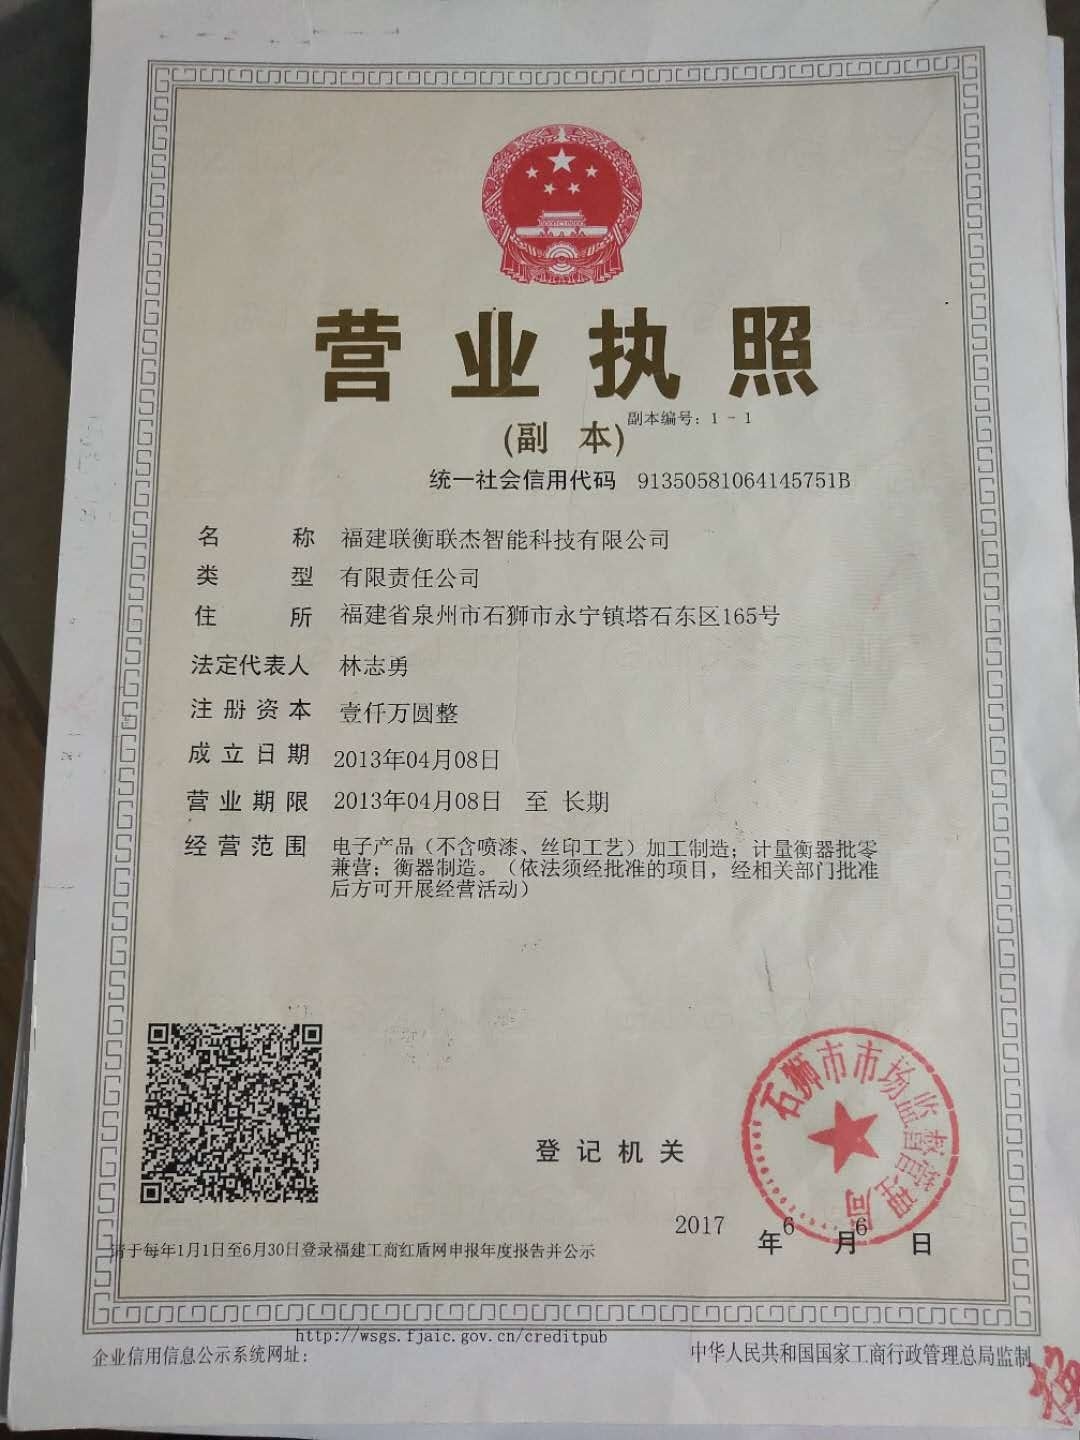 营业执照
(副 本)
副本编号：1 - 1
统一社会信用代码 91350581064145751B
名 称 福建联衡联杰智能科技有限公司
类 型 有限责任公司
住 所 福建省泉州市石狮市永宁镇塔石东区165号
法定代表人 林志勇
注册资本 壹仟万圆整
成立日期 2013年04月08日
营业期限 2013年04月08日 至 长期
经营范围 电子产品（不含喷漆、丝印工艺）加工制造；计量衡器批零
兼营；衡器制造。（依法须经批准的项目，经相关部门批准
后方可开展经营活动）
石狮市市场监督管理局
登记机关
2017 年 6 月 6 日
请于每年1月1日至6月30日登录福建工商红盾网申报年度报告并公示
http://wsgs.fjaic.gov.cn/creditpub
企业信用信息公示系统网址：
中华人民共和国国家工商行政管理总局监制